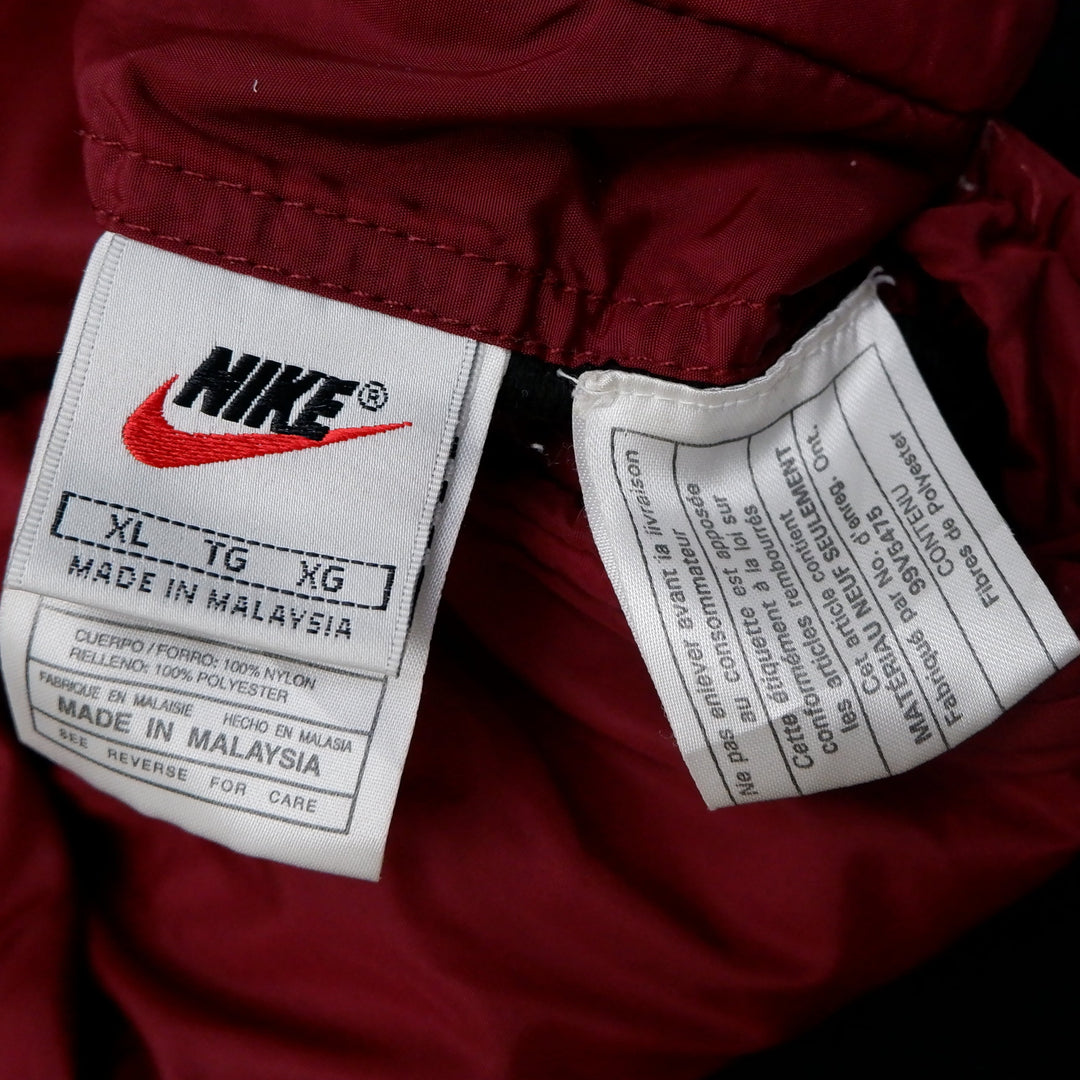 NIKE®
XL TG XG
MADE IN MALAYSIA
CUERPO/FORRO: 100% NYLON
RELLENO: 100% POLYESTER
FABRIQUE EN MALAISIE HECHO EN MALASIA
MADE IN MALAYSIA
SEE REVERSE FOR CARE
Ne pas enlever avant la livraison
au consommateur
Cette étiquette est apposée
conformément à la loi sur
les articles rembourrés
Cet article contient
MATÉRIAU NEUF SEULEMENT
Fabriqué par No. d'enreg. Ont.
99V5475
CONTENU
Fibres de Polyester